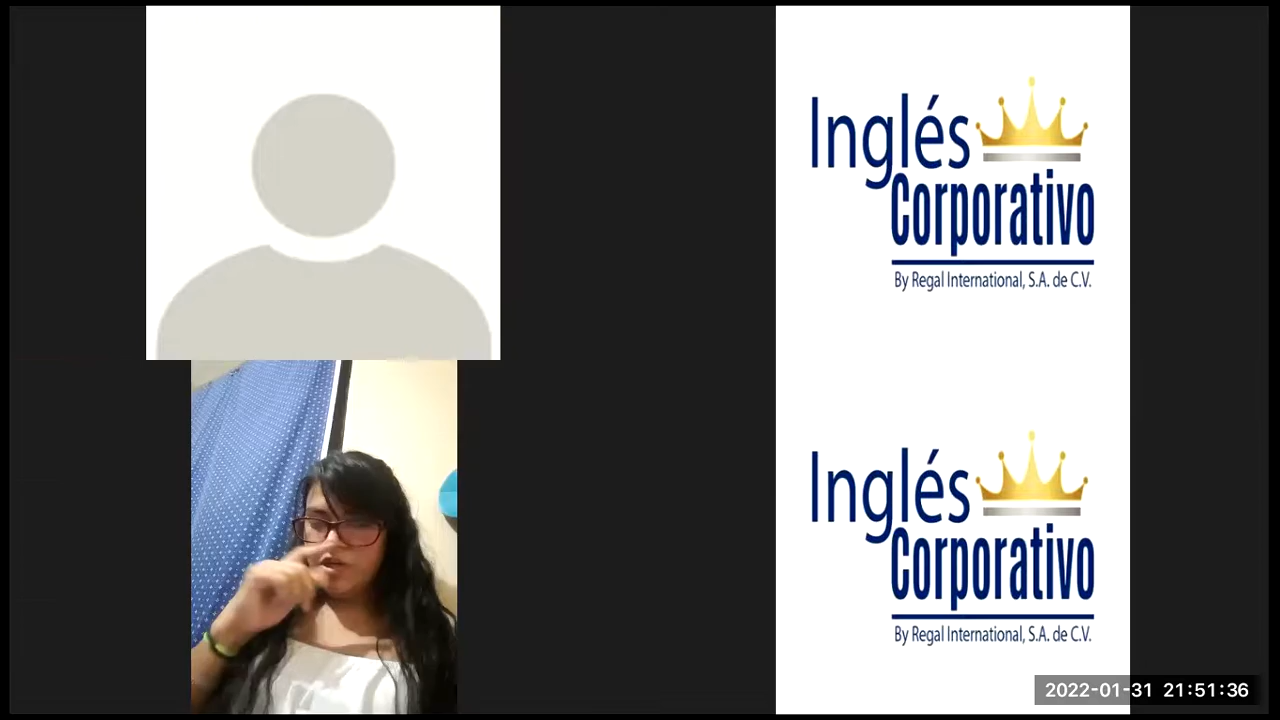 Inglés
Corporativo
By Regal International, S.A. de C.V.
Inglés
Corporativo
By Regal International, S.A. de C.V.
2022-01-31 21:51:36